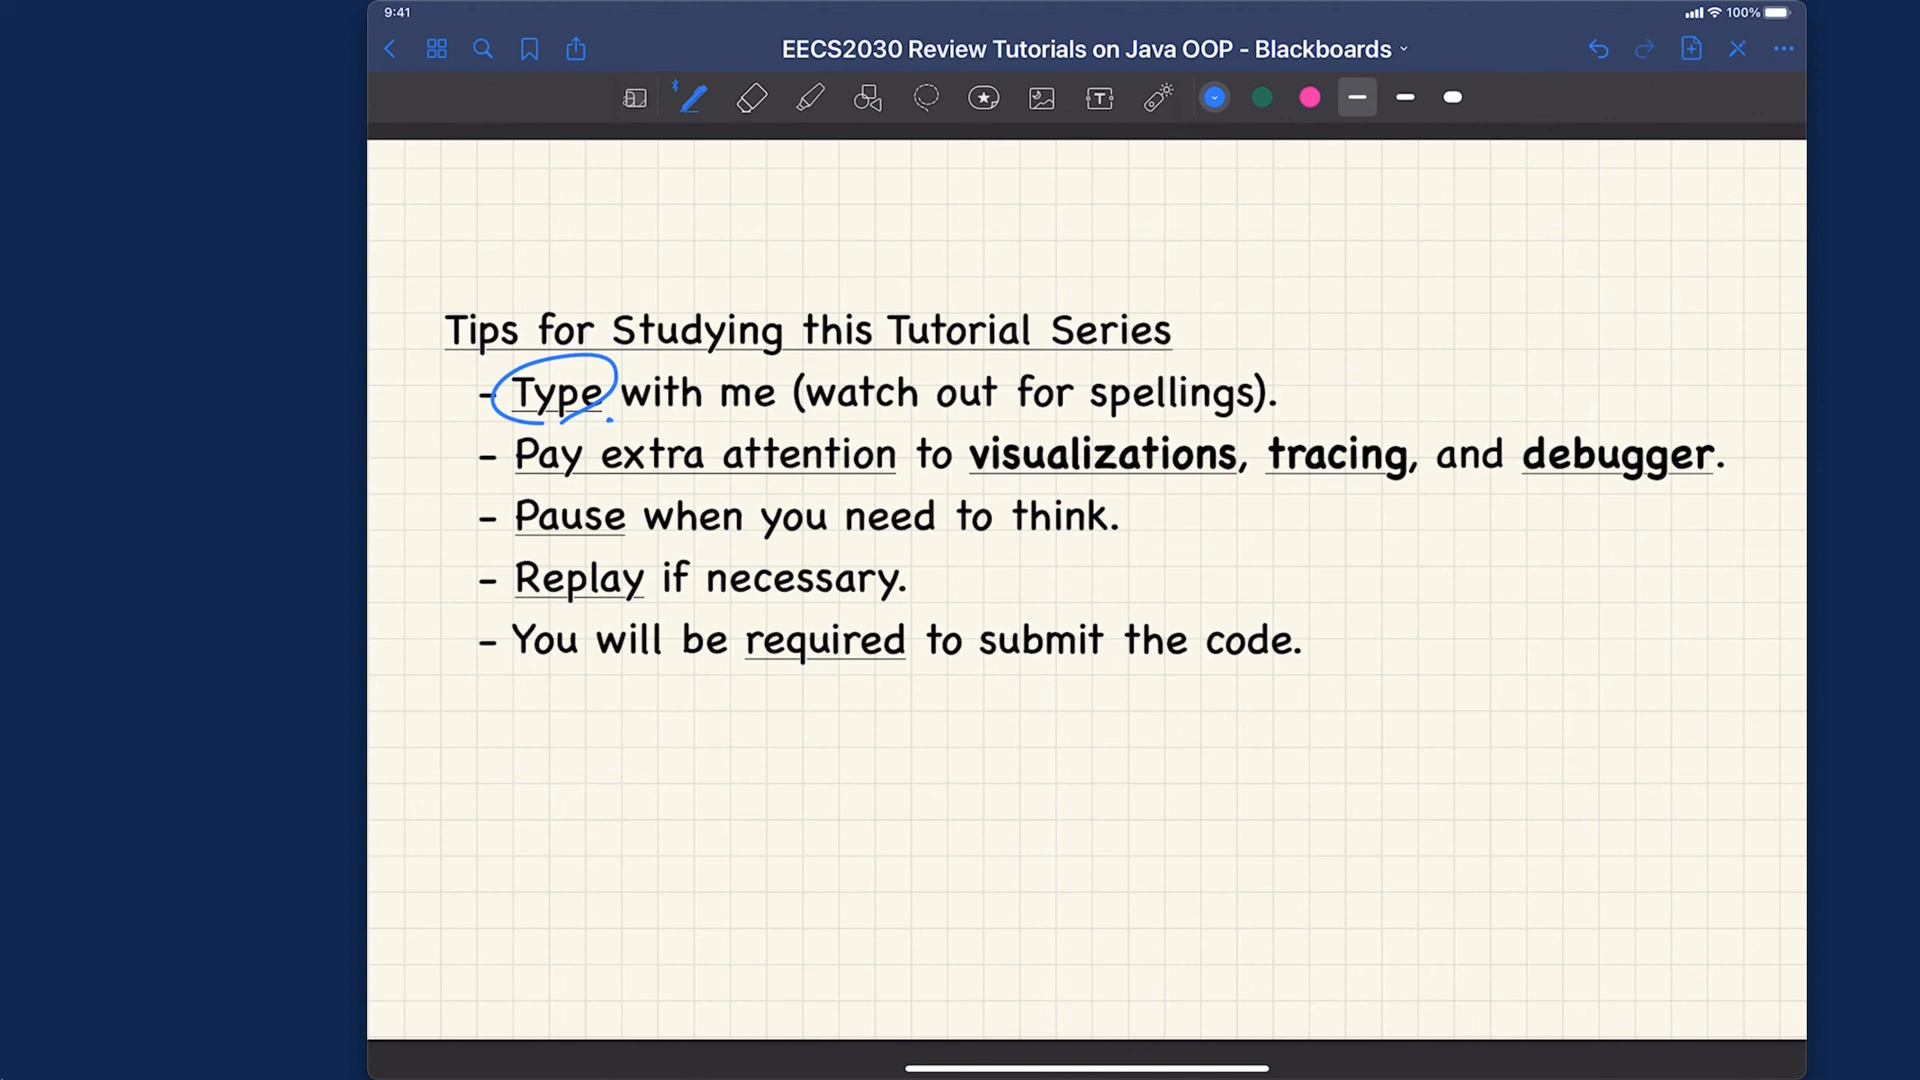 9:41
100%
EECS2030 Review Tutorials on Java OOP - Blackboards
Tips for Studying this Tutorial Series
- Type with me (watch out for spellings).
- Pay extra attention to visualizations, tracing, and debugger.
- Pause when you need to think.
- Replay if necessary.
- You will be required to submit the code.